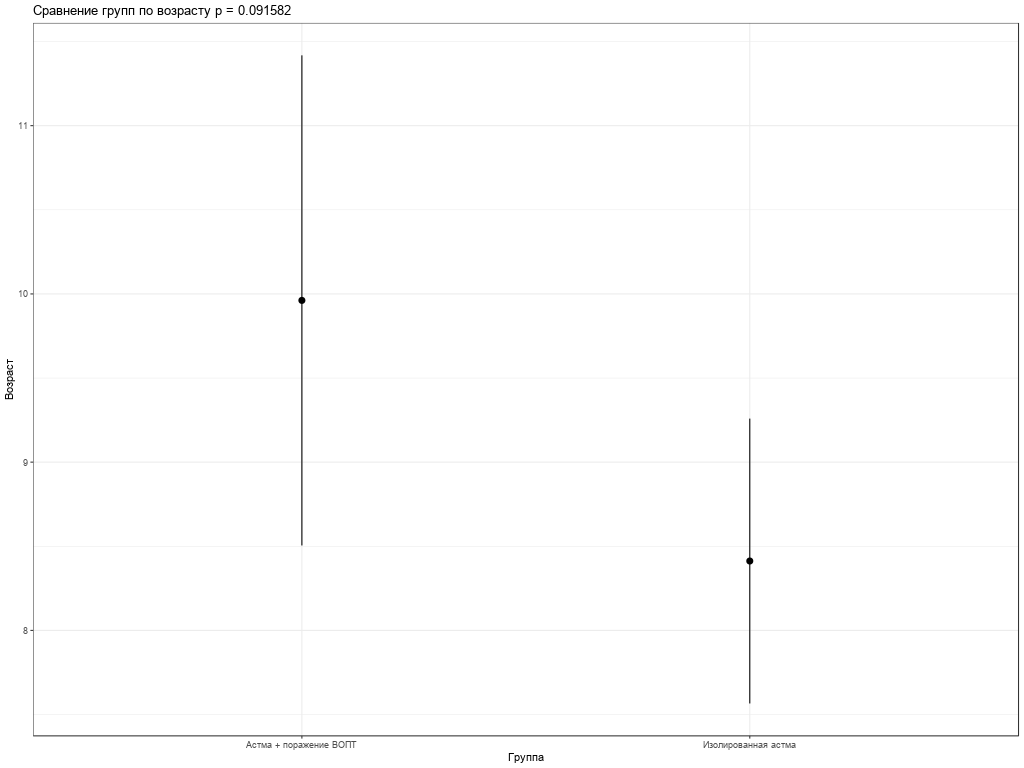 Сравнение групп по возрасту p = 0.091582
11
10
9
8
Возраст
Астма + поражение ВОПТ
Изолированная астма
Группа